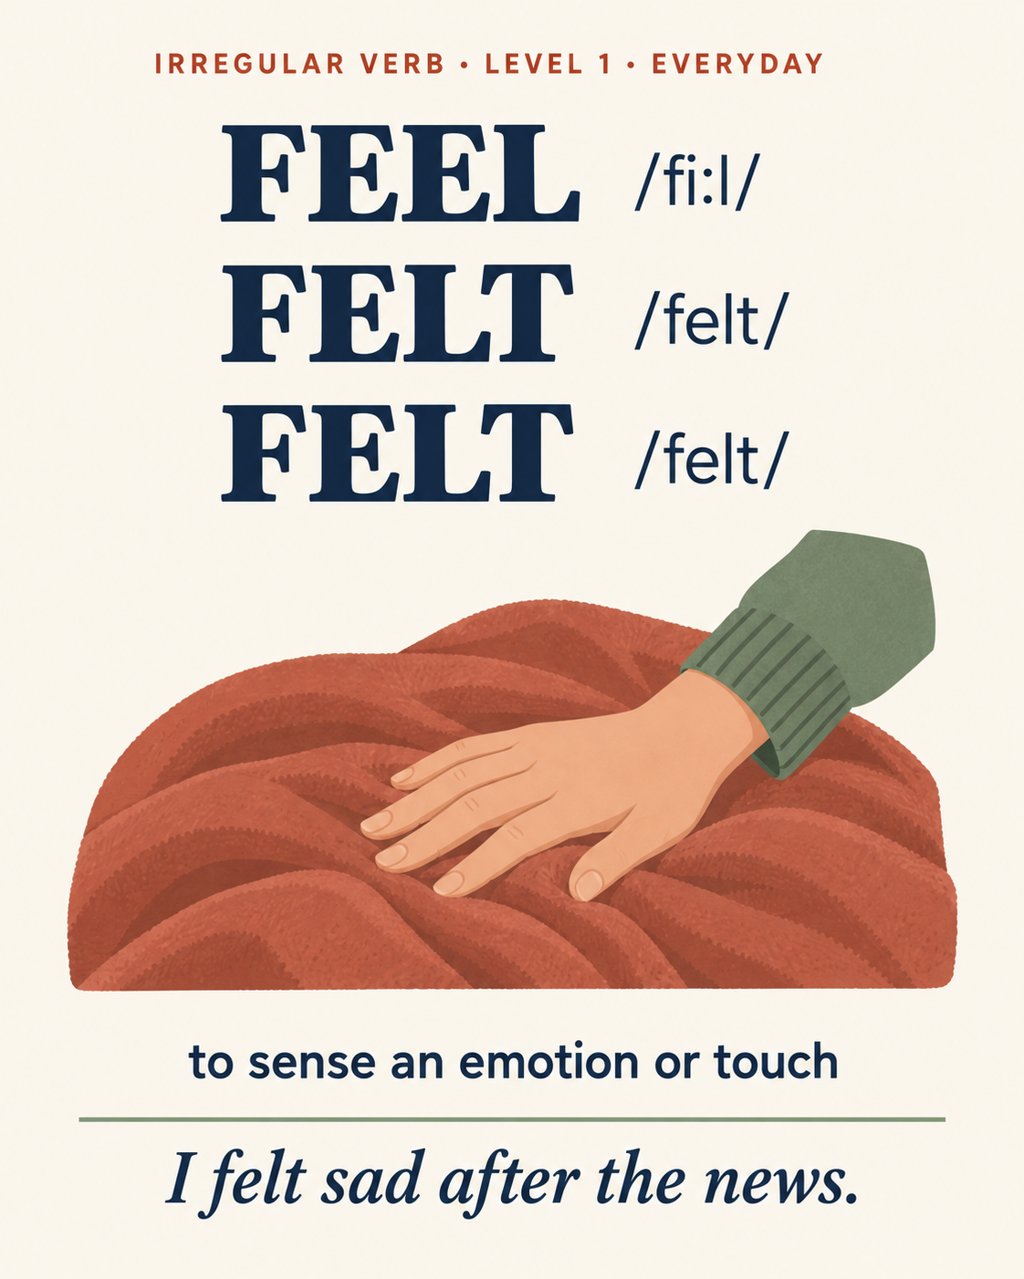 IRREGULAR VERB • LEVEL 1 • EVERYDAY
FEEL /fi:l/
FELT /felt/
FELT /felt/
to sense an emotion or touch
I felt sad after the news.